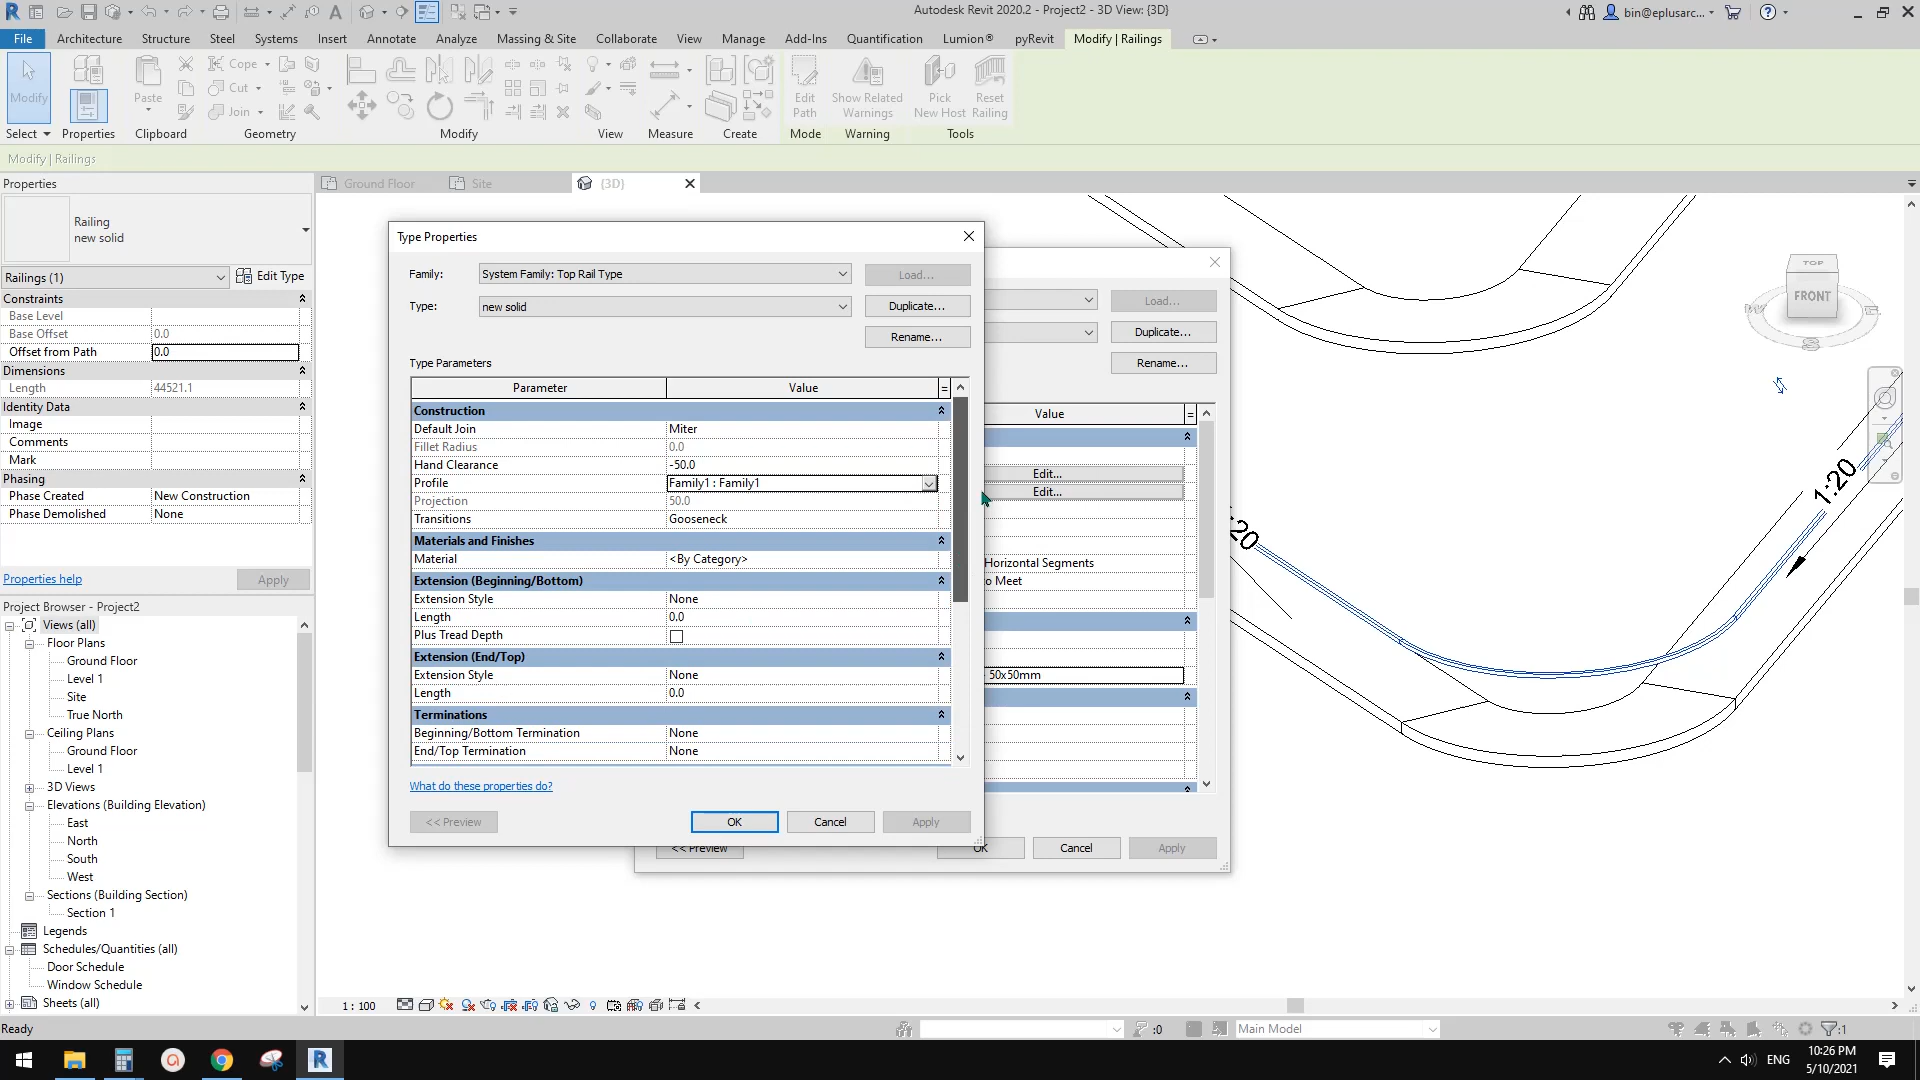 Autodesk Revit 2020.2 - Project2 - 3D View: {3D}
bin@eplusarc...
File Architecture Structure Steel Systems Insert Annotate Analyze Massing & Site Collaborate View Manage Add-Ins Quantification Lumion® pyRevit Modify | Railings
Modify Paste Cope Cut Join
Edit Path Show Related Warnings Pick New Host Reset Railing
Select Properties Clipboard Geometry Modify View Measure Create Mode Warning Tools
Modify | Railings
Properties
Ground Floor Site {3D}
Railing
new solid
Railings (1) Edit Type
Constraints
Base Level
Base Offset 0.0
Offset from Path 0.0
Dimensions
Length 44521.1
Identity Data
Image
Comments
Mark
Phasing
Phase Created New Construction
Phase Demolished None
Properties help Apply
Project Browser - Project2
Views (all)
Floor Plans
Ground Floor
Level 1
Site
True North
Ceiling Plans
Ground Floor
Level 1
3D Views
Elevations (Building Elevation)
East
North
South
West
Sections (Building Section)
Section 1
Legends
Schedules/Quantities (all)
Door Schedule
Window Schedule
Sheets (all)
Type Properties
Family: System Family: Top Rail Type Load...
Type: new solid Duplicate...
Rename...
Type Parameters
Parameter Value =
Construction
Default Join Miter
Fillet Radius 0.0
Hand Clearance -50.0
Profile Family1 : Family1
Projection 50.0
Transitions Gooseneck
Materials and Finishes
Material <By Category>
Extension (Beginning/Bottom)
Extension Style None
Length 0.0
Plus Tread Depth
Extension (End/Top)
Extension Style None
Length 0.0
Terminations
Beginning/Bottom Termination None
End/Top Termination None
What do these properties do?
<< Preview OK Cancel Apply
Load...
Duplicate...
Rename...
Value =
Edit...
Edit...
Horizontal Segments
to Meet
50x50mm
<< Preview OK Cancel Apply
TOP
FRONT
1:20
:20
1 : 100
Ready
:0
Main Model
:1
ENG
10:26 PM
5/10/2021